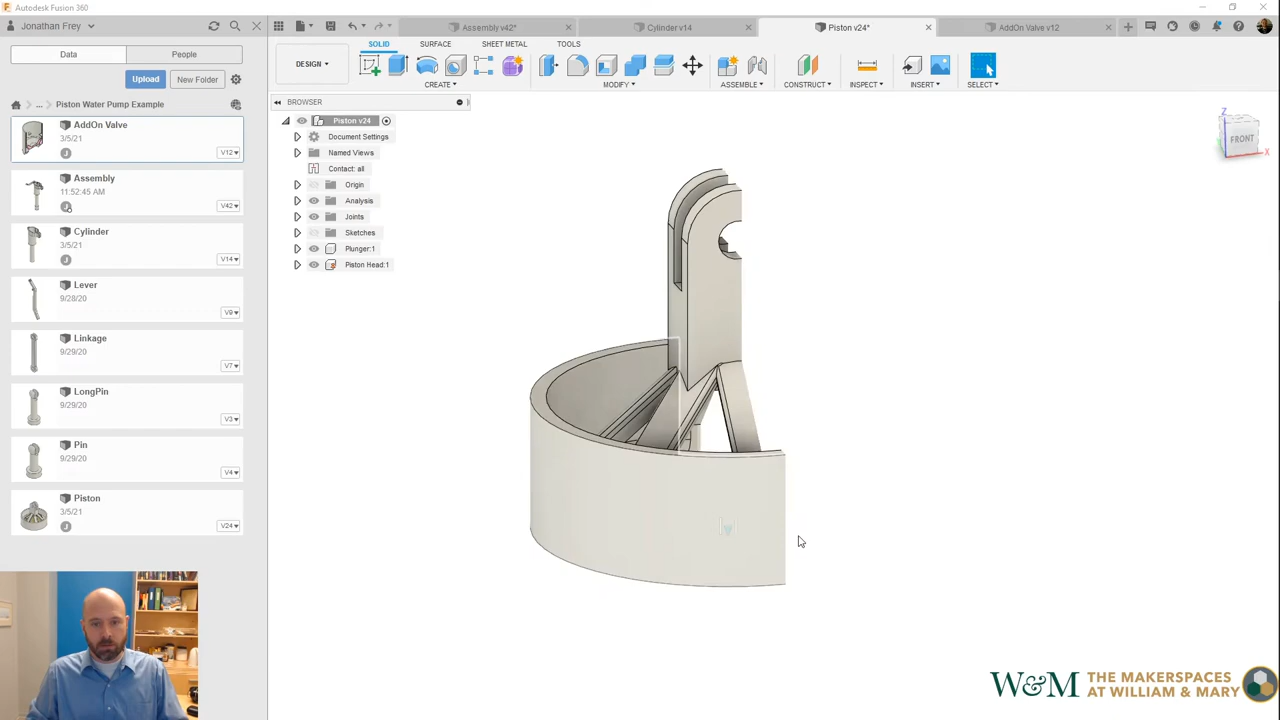 Autodesk Fusion 360
Jonathan Frey
Assembly v42*
Cylinder v14
Piston v24*
AddOn Valve v12
Data
People
SOLID
SURFACE
SHEET METAL
TOOLS
Upload
New Folder
DESIGN
CREATE
MODIFY
ASSEMBLE
CONSTRUCT
INSPECT
INSERT
SELECT
... Piston Water Pump Example
BROWSER
AddOn Valve
3/5/21
V12
Assembly
11:52:45 AM
V42
Cylinder
3/5/21
V14
Lever
9/28/20
V9
Linkage
9/29/20
V7
LongPin
9/29/20
V3
Pin
9/29/20
V4
Piston
3/5/21
V24
Piston v24
Document Settings
Named Views
Contact: all
Origin
Analysis
Joints
Sketches
Plunger:1
Piston Head:1
Z
FRONT
X
W&M THE MAKERSPACES
AT WILLIAM & MARY